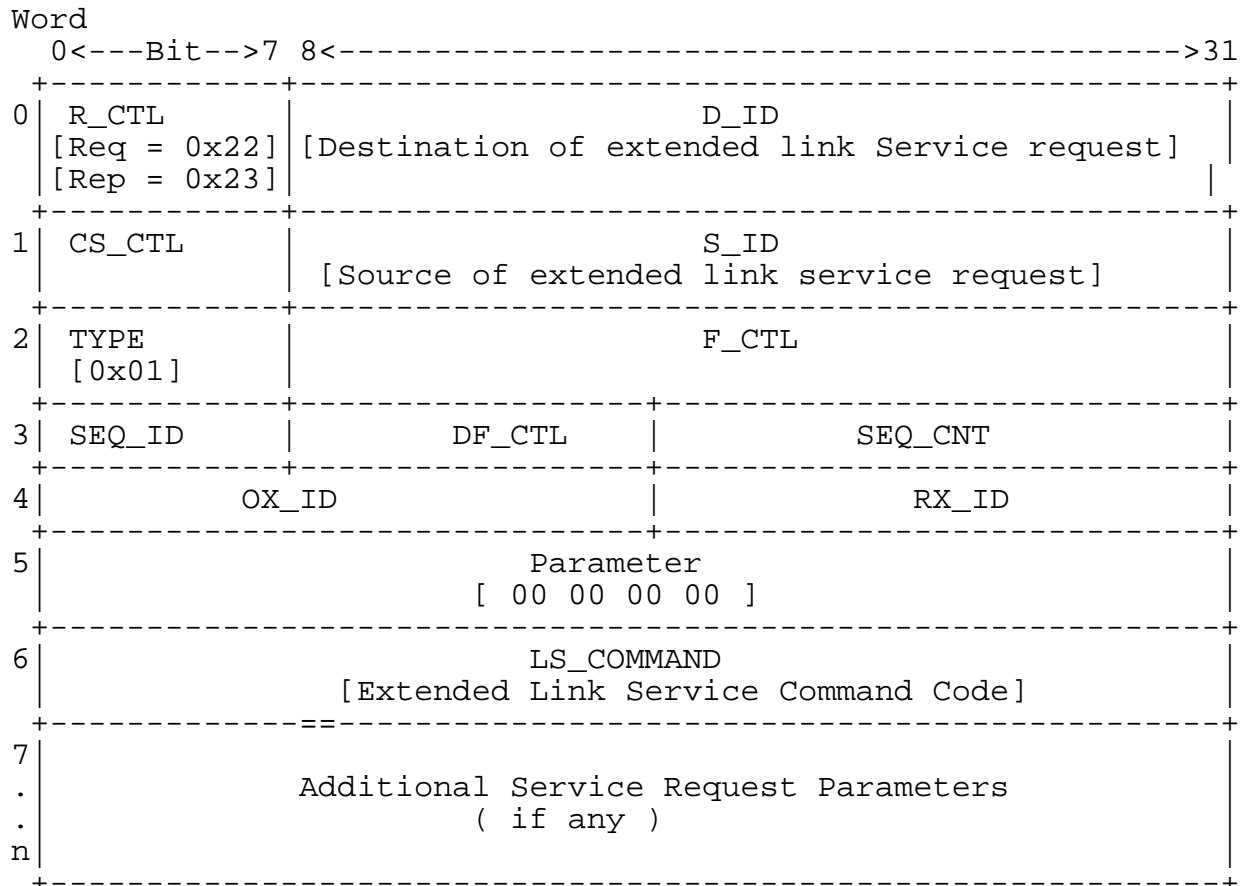 Word
0<---Bit-->7 8<------------------------------------------->31
+------------+------------------------------------------------+
0| R_CTL | D_ID |
|[Req = 0x22]|[Destination of extended link Service request] |
|[Rep = 0x23]| |
+------------+------------------------------------------------+
1| CS_CTL | S_ID |
| | [Source of extended link service request] |
+------------+------------------------------------------------+
2| TYPE | F_CTL |
| [0x01] | |
+------------+------------------+-----------------------------+
3| SEQ_ID | DF_CTL | SEQ_CNT |
+------------+------------------+-----------------------------+
4| OX_ID | RX_ID |
+-------------------------------+-----------------------------+
5| Parameter |
| [ 00 00 00 00 ] |
+-------------------------------------------------------------+
6| LS_COMMAND |
| [Extended Link Service Command Code] |
+-------------==----------------------------------------------+
7| |
.| Additional Service Request Parameters |
.| ( if any ) |
n| |
+-------------------------------------------------------------+